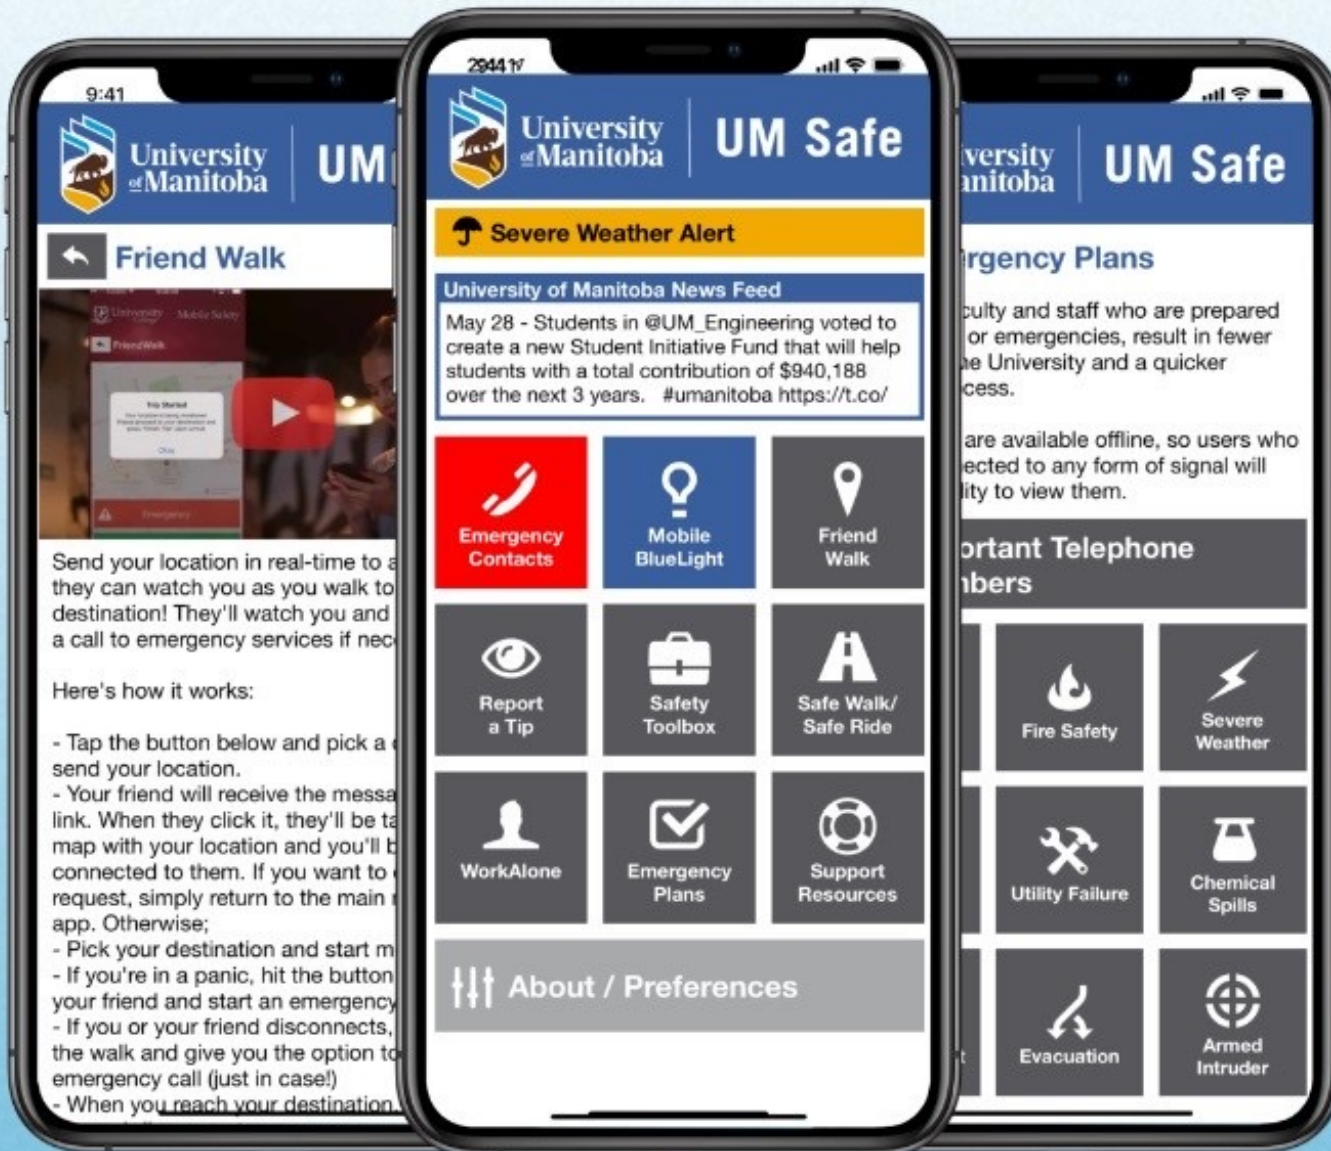 9:41
University
of Manitoba
UM
Friend Walk
University
College
Mobile Safety
FriendWalk
Trip Started
Okay
Emergency
Send your location in real-time to a
they can watch you as you walk to
destination! They'll watch you and
a call to emergency services if nec
Here's how it works:
- Tap the button below and pick a
send your location.
- Your friend will receive the messa
link. When they click it, they'll be ta
map with your location and you'll b
connected to them. If you want to
request, simply return to the main
app. Otherwise;
- Pick your destination and start m
- If you're in a panic, hit the button
your friend and start an emergency
- If you or your friend disconnects,
the walk and give you the option to
emergency call (just in case!)
- When you reach your destination
University
of Manitoba
UM Safe
Severe Weather Alert
University of Manitoba News Feed
May 28 - Students in @UM_Engineering voted to
create a new Student Initiative Fund that will help
students with a total contribution of $940,188
over the next 3 years. #umanitoba https://t.co/
Emergency
Contacts
Mobile
BlueLight
Friend
Walk
Report
a Tip
Safety
Toolbox
Safe Walk/
Safe Ride
WorkAlone
Emergency
Plans
Support
Resources
About / Preferences
versity
anitoba
UM Safe
rgency Plans
culty and staff who are prepared
or emergencies, result in fewer
he University and a quicker
cess.
are available offline, so users who
ected to any form of signal will
lity to view them.
ortant Telephone
mbers
Fire Safety
Severe
Weather
Utility Failure
Chemical
Spills
t
Evacuation
Armed
Intruder